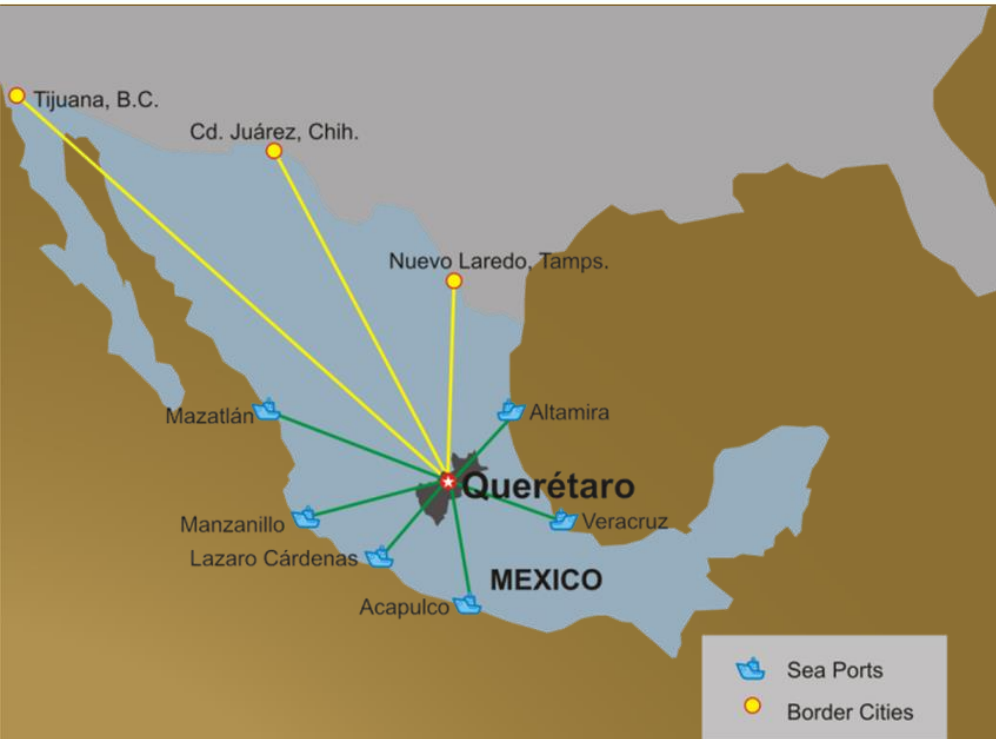 Tijuana, B.C.
Cd. Juárez, Chih.
Nuevo Laredo, Tamps.
Mazatlán
Altamira
Querétaro
Manzanillo
Veracruz
Lazaro Cárdenas
MEXICO
Acapulco
Sea Ports
Border Cities